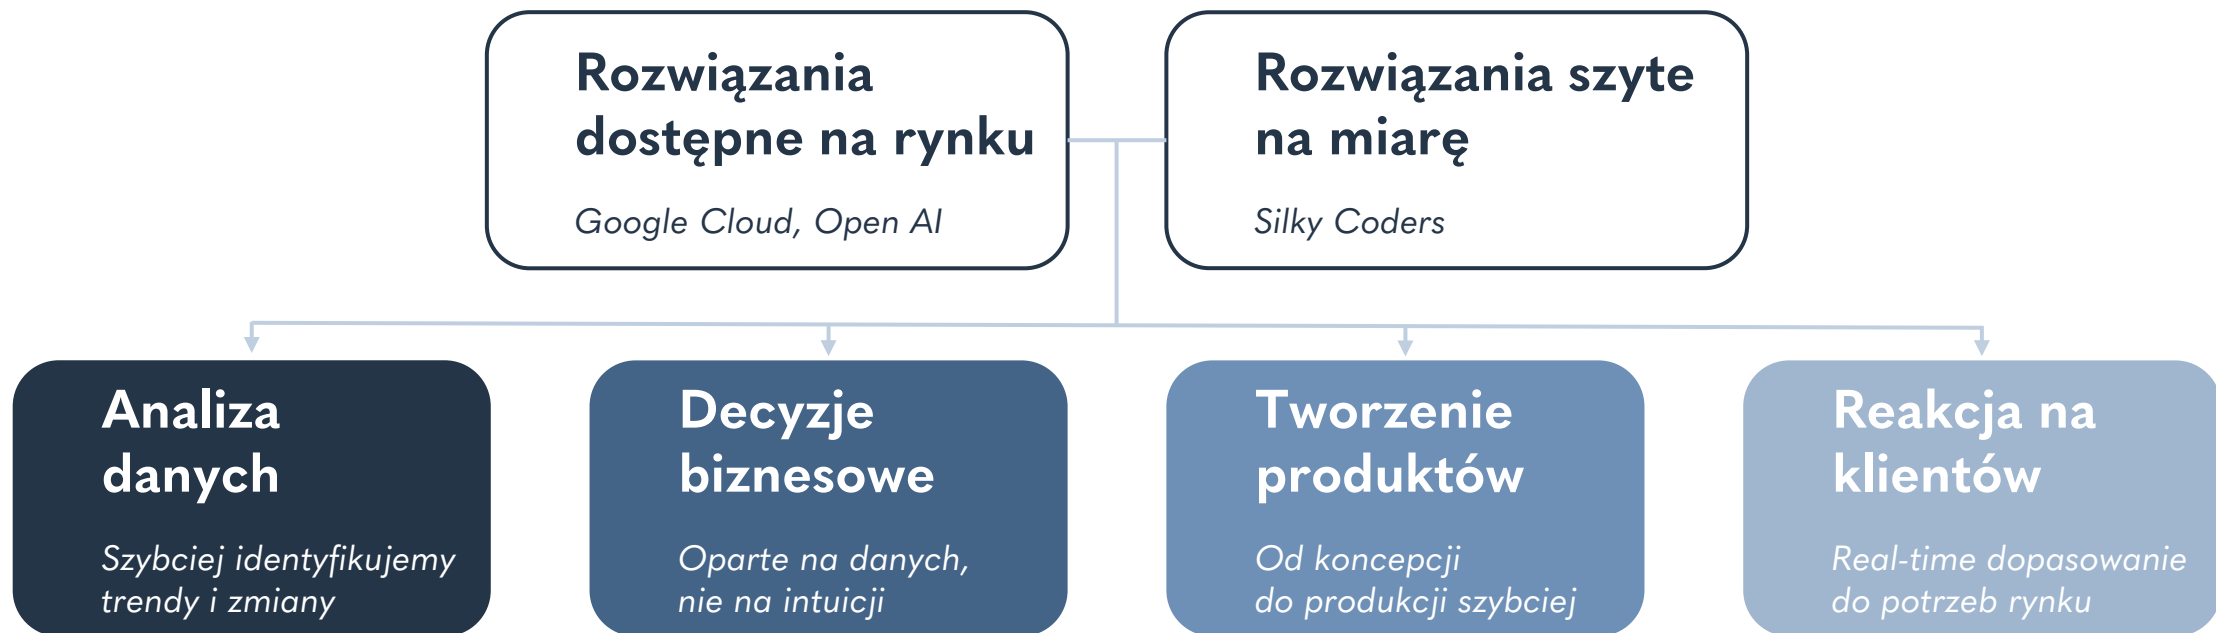 Rozwiązania
dostępne na rynku
Google Cloud, Open AI
Rozwiązania szyte
na miarę
Silky Coders
Analiza
danych
Szybciej identyfikujemy
trendy i zmiany
Decyzje
biznesowe
Oparte na danych,
nie na intuicji
Tworzenie
produktów
Od koncepcji
do produkcji szybciej
Reakcja na
klientów
Real-time dopasowanie
do potrzeb rynku